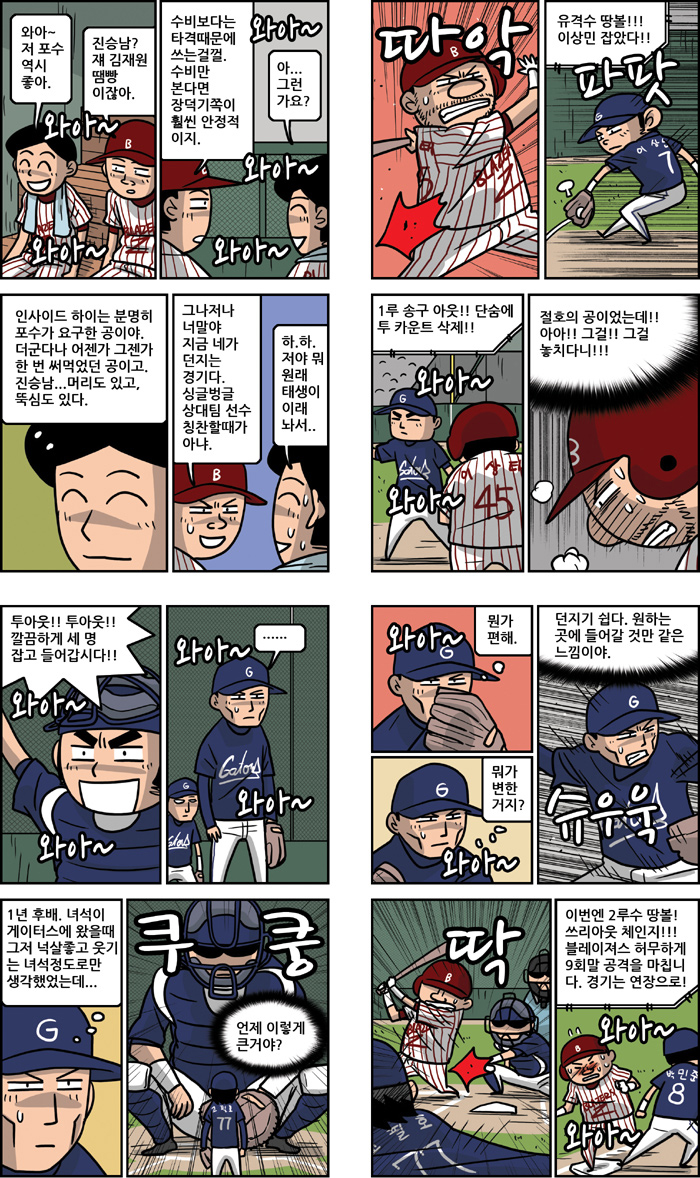 와아~
저 포수
역시
좋아.
진승남?
쟤 김재원
땜빵
이잖아.
와아~
와아~
B
BLAZE
수비보다는
타격때문에
쓰는걸껄.
수비만
본다면
장덕기쪽이
훨씬 안정적
이지.
와아~
아...
그런
가요?
와아~
와아~
인사이드 하이는 분명히
포수가 요구한 공이야.
더군다나 어젠가 그젠가
한 번 써먹었던 공이고.
진승남...머리도 있고,
뚝심도 있다.
그나저나
너말야
지금 네가
던지는
경기다.
싱글벙글
상대팀 선수
칭찬할때가
아냐.
하.하.
저야 뭐
원래
태생이
이래
놔서..
B
따악
B
BLAZE
유격수 땅볼!!!
이상민 잡았다!!
파팟
7
1루 송구 아웃!! 단숨에
투 카운트 삭제!!
와아~
Gators
와아~
이상타
45
절호의 공이었는데!!
아아!! 그걸!! 그걸
놓치다니!!!
B
투아웃!! 투아웃!!
깔끔하게 세 명
잡고 들어갑시다!!
와아~
와아~
......
와아~
G
Gators
와아~
1년 후배. 녀석이
게이터스에 왔을때
그저 넉살좋고 웃기
는 녀석정도로만
생각했었는데...
G
쿠쿵
언제 이렇게
큰거야?
77
뭔가
편해.
와아~
G
뭐가
변한
거지?
G
와아~
던지기 쉽다. 원하는
곳에 들어갈 것만 같은
느낌이야.
G
슈우욱
딱
B
이번엔 2루수 땅볼!
쓰리아웃 체인지!!!
블레이져스 허무하게
9회말 공격을 마칩니
다. 경기는 연장으로!
와아~
B
8
와아~